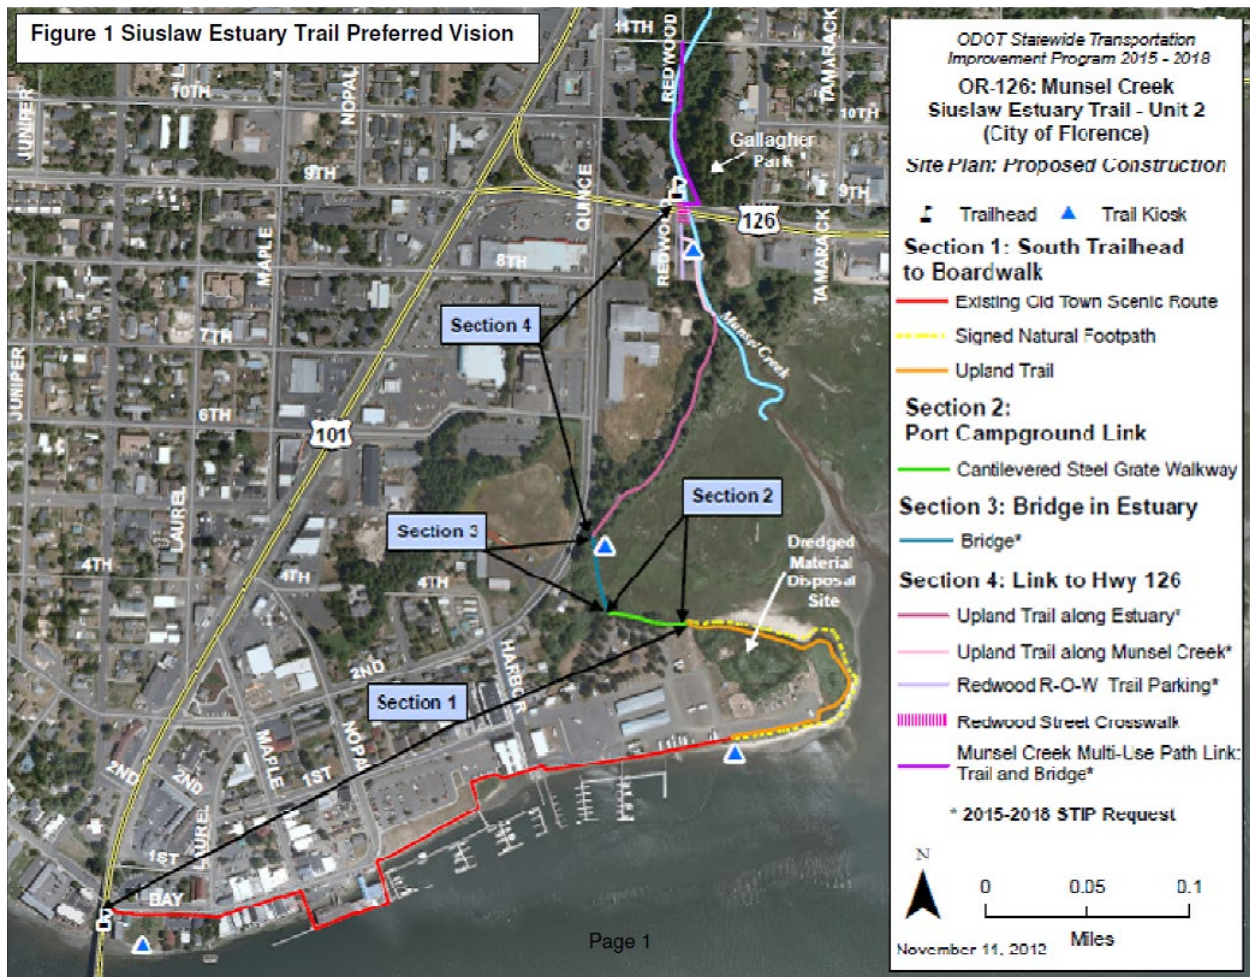 Figure 1 Siuslaw Estuary Trail Preferred Vision
11TH
REDWOOD
TAMARACK
NOPAL
10TH
10TH
JUNIPER
Gallagher
Park
9TH
9TH
QUINCE
126
REDWOOD
TAMARACK
MAPLE
8TH
Section 4
Munsel Creek
7TH
JUNIPER
6TH
101
LAUREL
Section 2
Section 3
Dredged
Material
Disposal
Site
4TH
4TH
4TH
2ND
HARBOR
Section 1
NOPAL
MAPLE
1ST
2ND
2ND
LAUREL
1ST
BAY
Page 1
ODOT Statewide Transportation
Improvement Program 2015 - 2018
OR-126: Munsel Creek
Siuslaw Estuary Trail - Unit 2
(City of Florence)
Site Plan: Proposed Construction
Trailhead
Trail Kiosk
Section 1: South Trailhead
to Boardwalk
Existing Old Town Scenic Route
Signed Natural Footpath
Upland Trail
Section 2:
Port Campground Link
Cantilevered Steel Grate Walkway
Section 3: Bridge in Estuary
Bridge*
Section 4: Link to Hwy 126
Upland Trail along Estuary*
Upland Trail along Munsel Creek*
Redwood R-O-W Trail Parking*
Redwood Street Crosswalk
Munsel Creek Multi-Use Path Link:
Trail and Bridge*
* 2015-2018 STIP Request
N
0 0.05 0.1
Miles
November 11, 2012